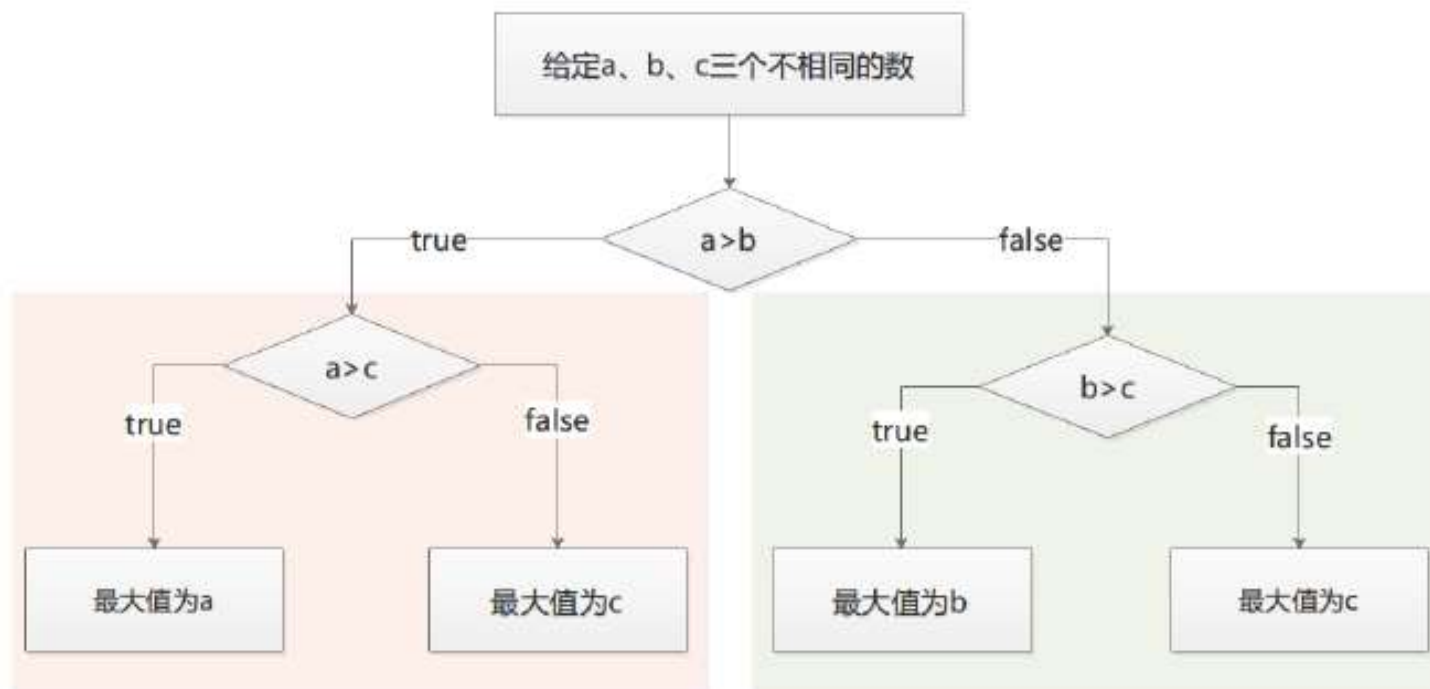 给定a、b、c三个不相同的数
a>b
true
false
a>c
b>c
true
false
true
false
最大值为a
最大值为c
最大值为b
最大值为c